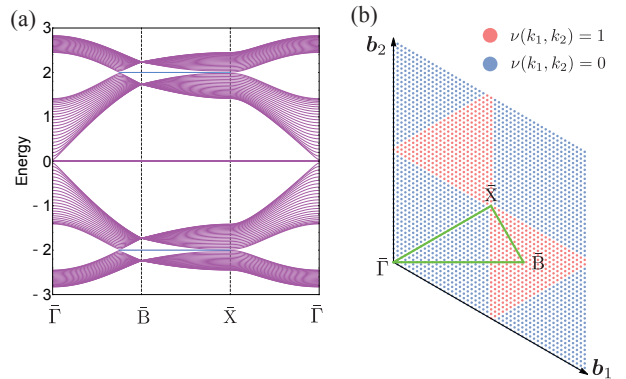 (a)
3
2
1
0
- 1
- 2
- 3
Energy
Γ̄
B̄
X̄
Γ̄
(b)
b₂
ν(k₁, k₂) = 1
ν(k₁, k₂) = 0
X̄
Γ̄
B̄
b₁